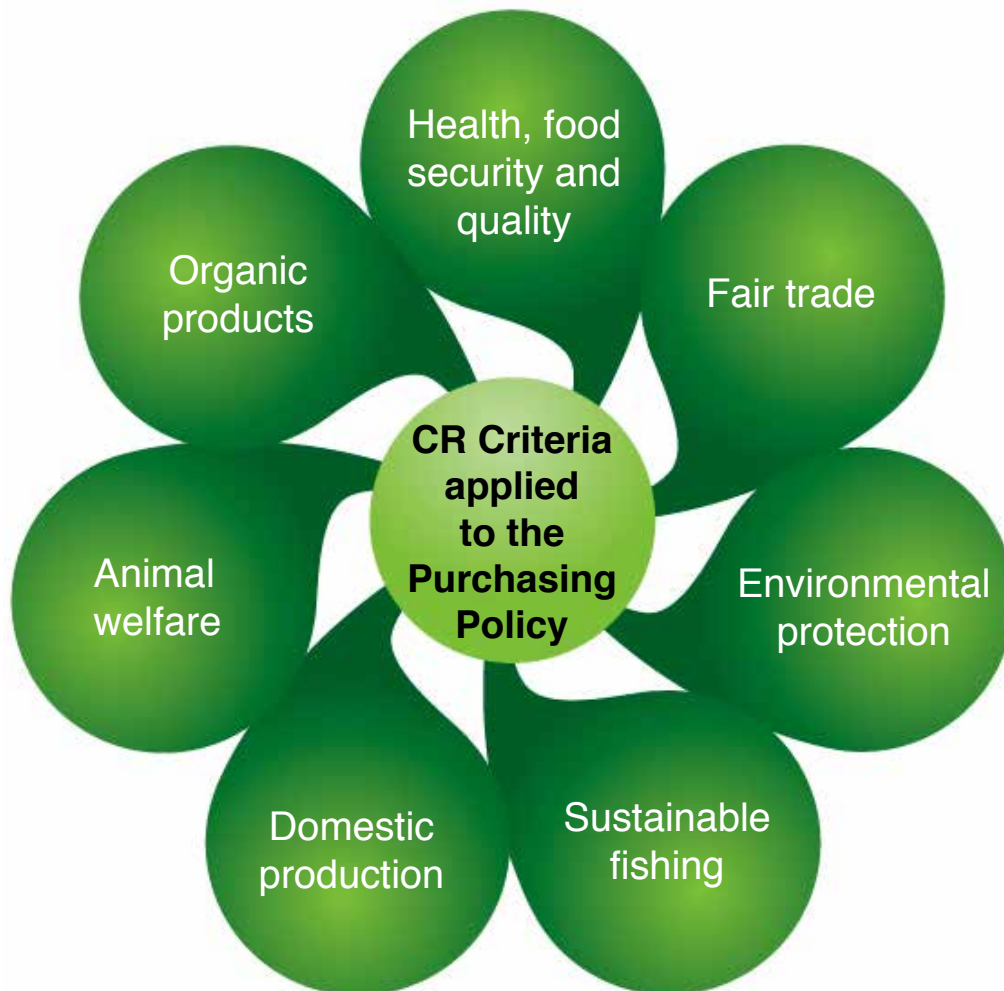 Health, food
security and
quality
Fair trade
Environmental
protection
Sustainable
fishing
Domestic
production
Animal
welfare
Organic
products
CR Criteria
applied
to the
Purchasing
Policy